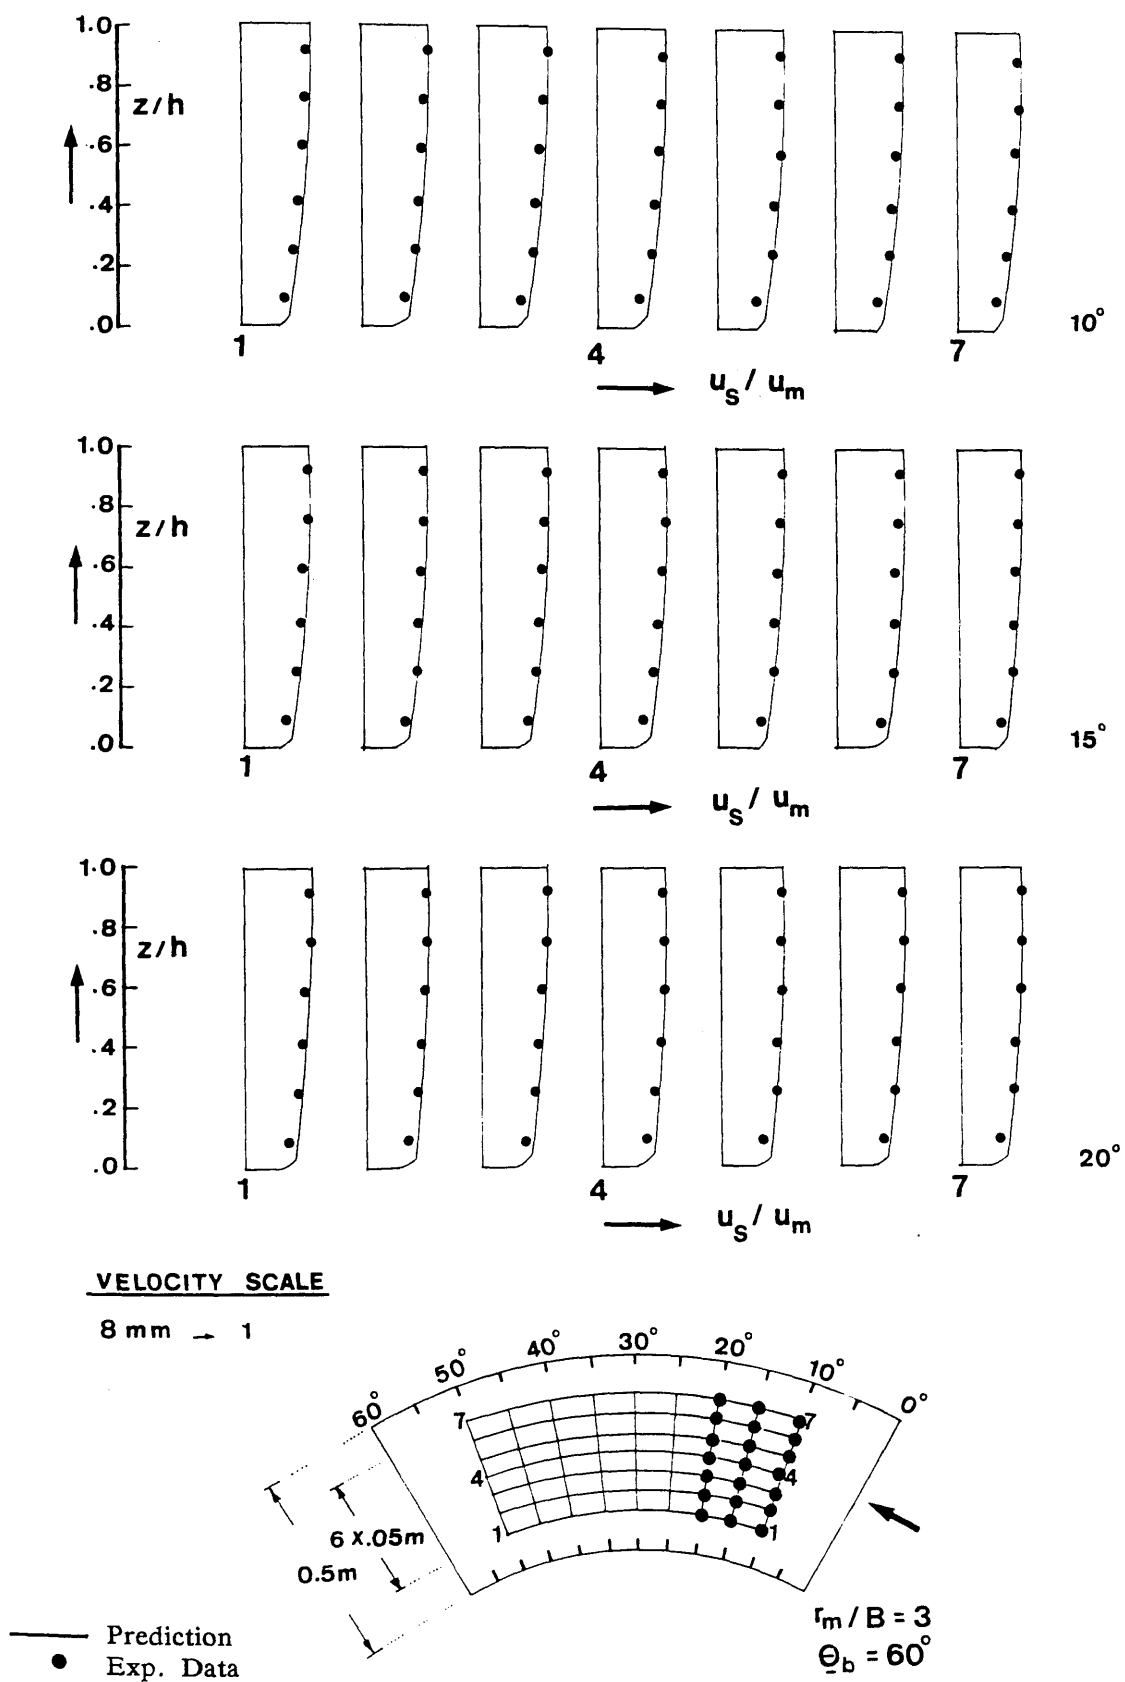 1.0
.8
z/h
.6
.4
.2
.0
1 4 7
10°
u_s / u_m
1.0
.8
z/h
.6
.4
.2
.0
1 4 7
15°
u_s / u_m
1.0
.8
z/h
.6
.4
.2
.0
1 4 7
20°
u_s / u_m
VELOCITY SCALE
8 mm → 1
60° 50° 40° 30° 20° 10° 0°
7 7
4 4
1 1
6 X .05m
0.5m
r_m / B = 3
Θ_b = 60°
Prediction
Exp. Data